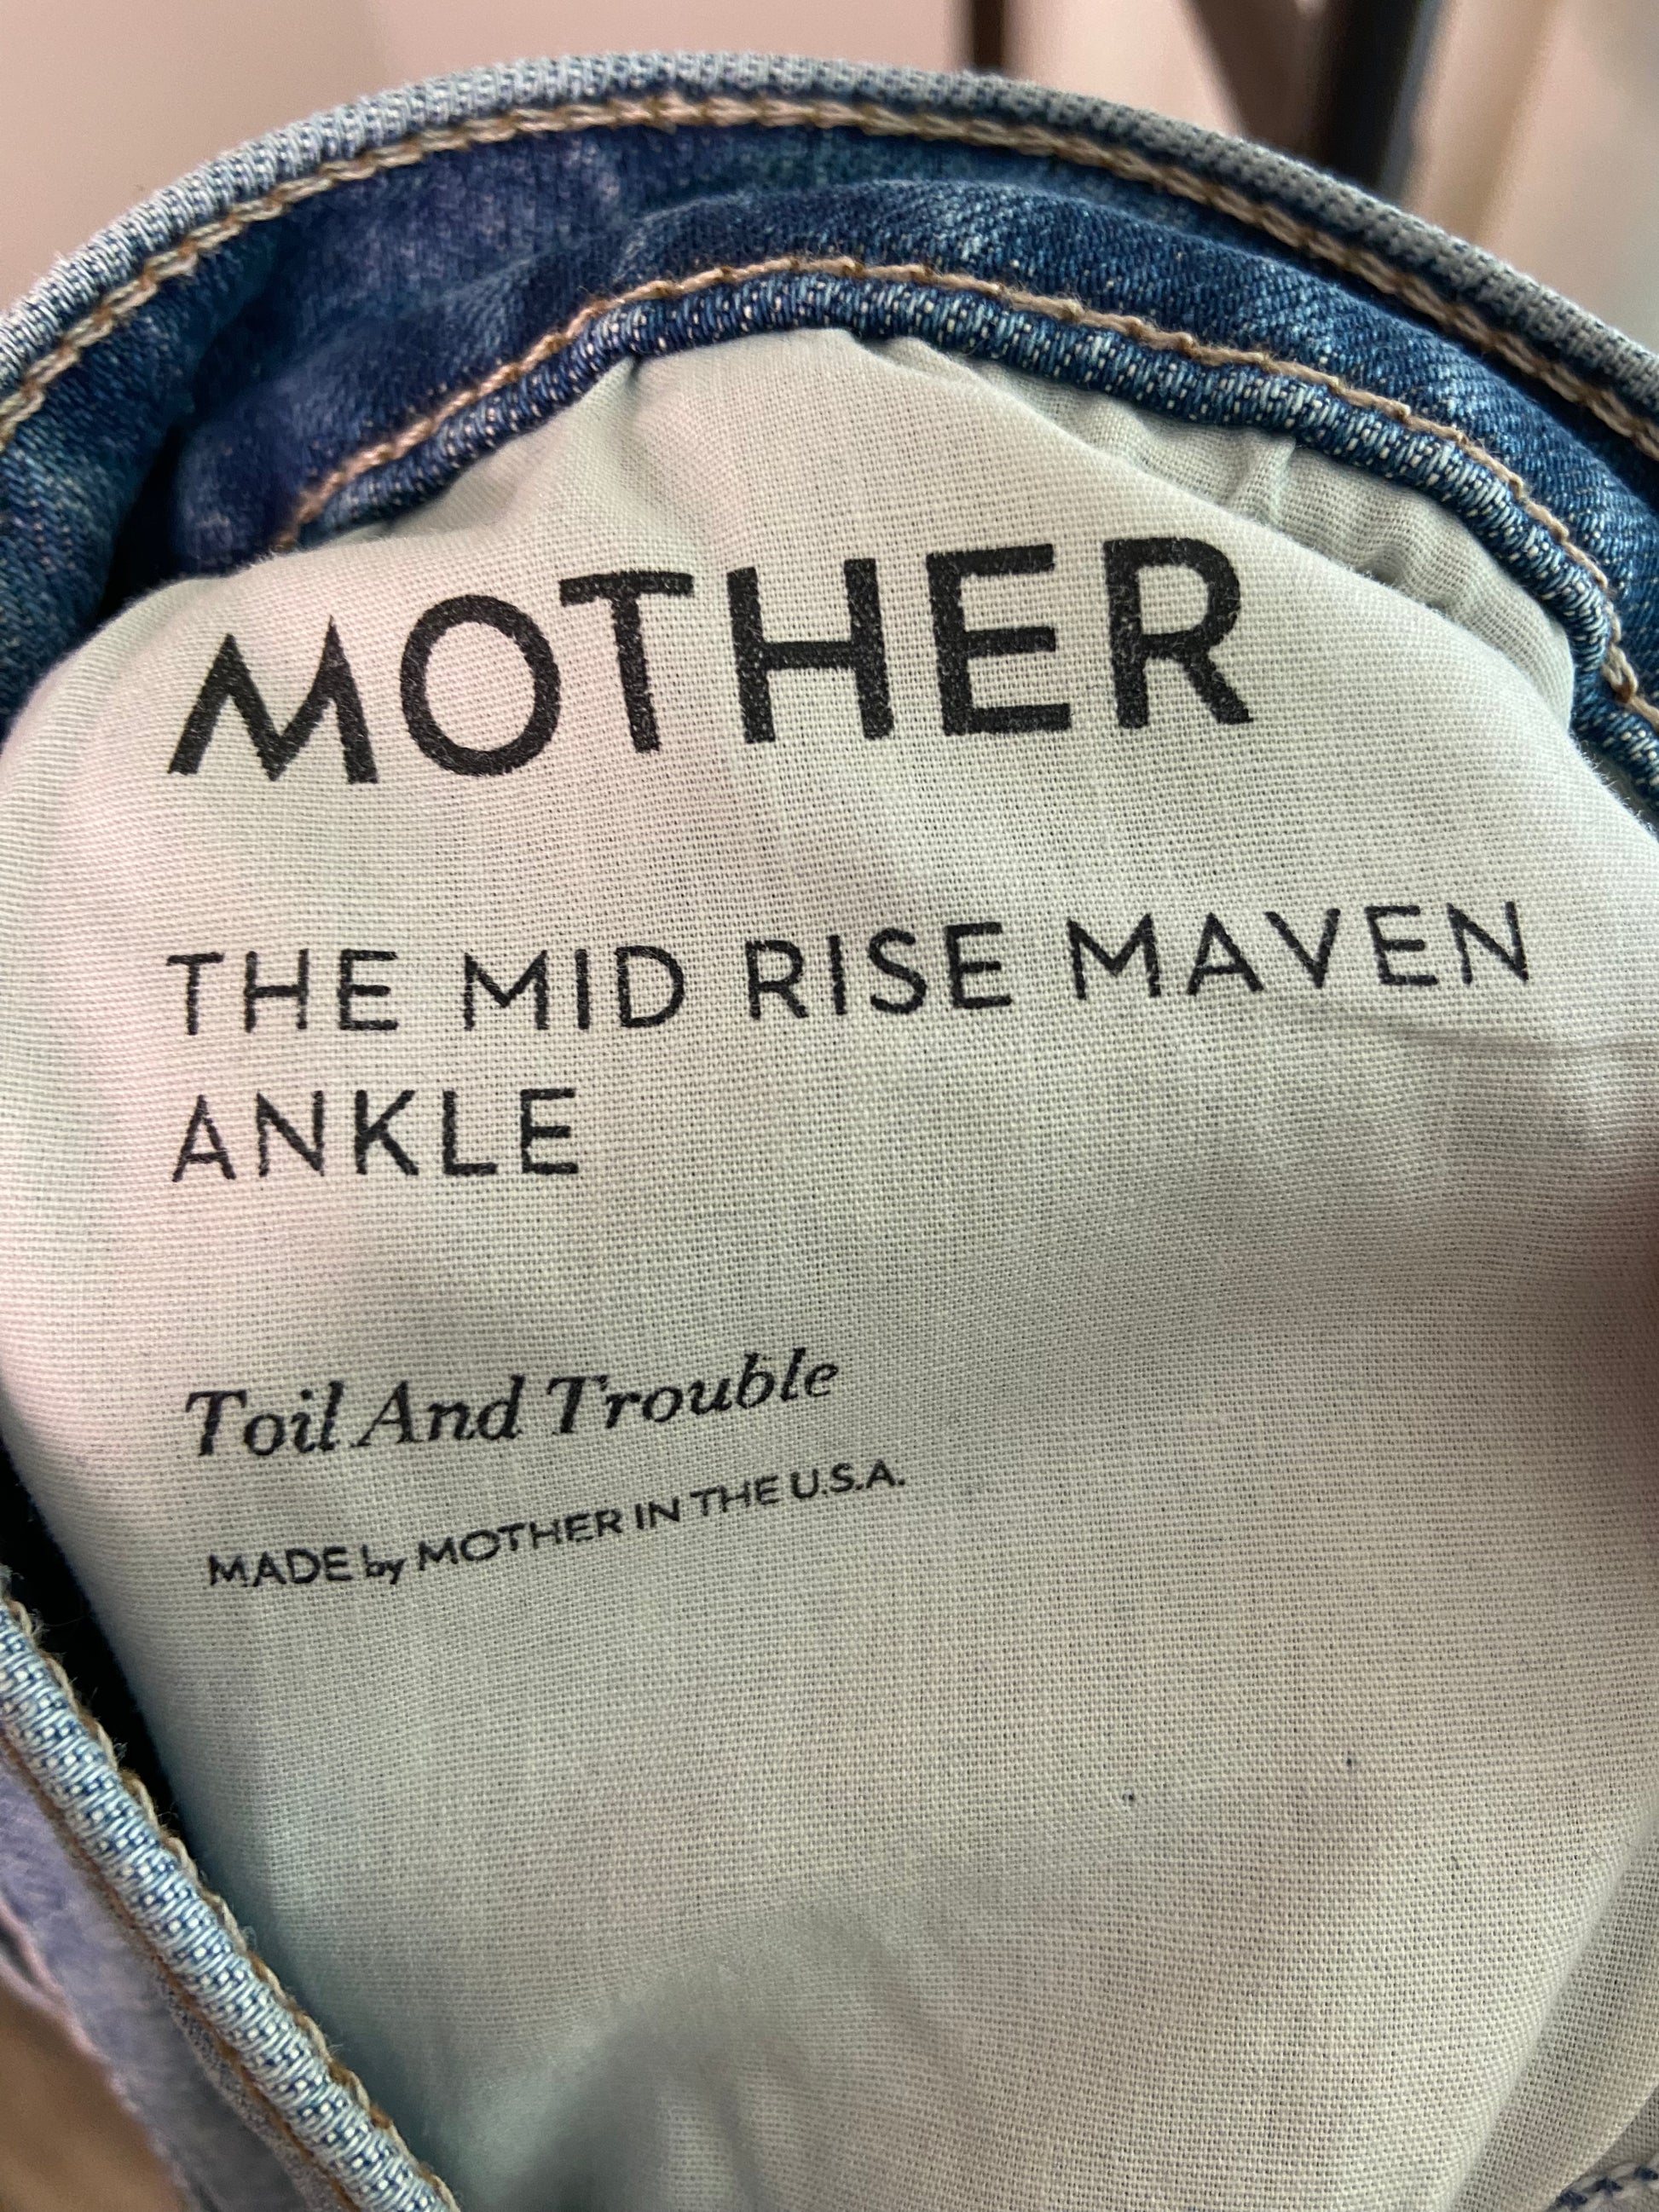 MOTHER
THE MID RISE MAVEN
ANKLE
Toil And Trouble
MADE by MOTHER IN THE U.S.A.